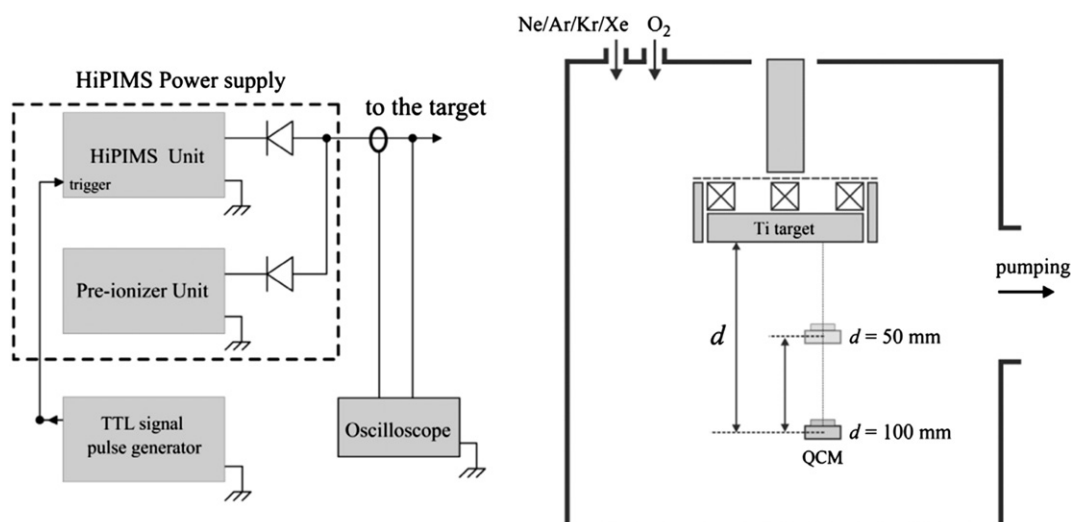 HiPIMS Power supply
to the target
HiPIMS Unit
trigger
Pre-ionizer Unit
TTL signal
pulse generator
Oscilloscope
Ne/Ar/Kr/Xe O₂
Ti target
pumping
d
d = 50 mm
d = 100 mm
QCM